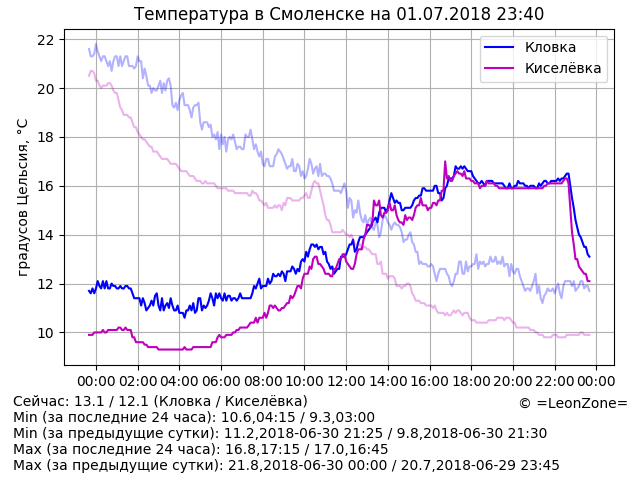 Температура в Смоленске на 01.07.2018 23:40
градусов Цельсия, °C
22
20
18
16
14
12
10
Кловка
Киселёвка
00:00 02:00 04:00 06:00 08:00 10:00 12:00 14:00 16:00 18:00 20:00 22:00 00:00
Сейчас: 13.1 / 12.1 (Кловка / Киселёвка)
© =LeonZone=
Min (за последние 24 часа): 10.6,04:15 / 9.3,03:00
Min (за предыдущие сутки): 11.2,2018-06-30 21:25 / 9.8,2018-06-30 21:30
Max (за последние 24 часа): 16.8,17:15 / 17.0,16:45
Max (за предыдущие сутки): 21.8,2018-06-30 00:00 / 20.7,2018-06-29 23:45